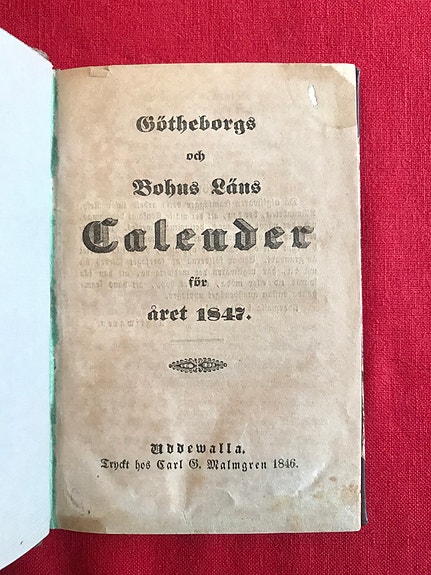 Götheborgs
och
Bohus Läns
Calender
för
året 1847.
Uddewalla.
Tryckt hos Carl G. Malmgren 1846.